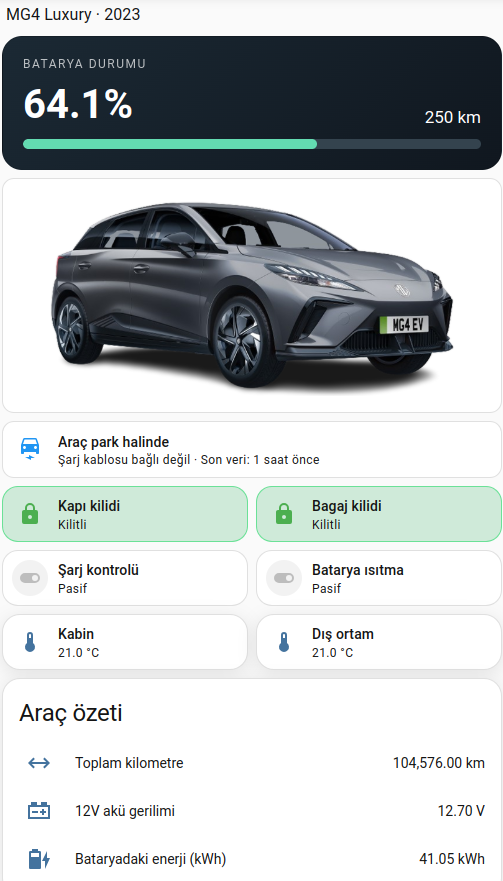 MG4 Luxury · 2023
BATARYA DURUMU
64.1%
250 km
MG4 EV
Araç park halinde
Şarj kablosu bağlı değil · Son veri: 1 saat önce
Kapı kilidi
Kilitli
Bagaj kilidi
Kilitli
Şarj kontrolü
Pasif
Batarya ısıtma
Pasif
Kabin
21.0 °C
Dış ortam
21.0 °C
Araç özeti
Toplam kilometre 104,576.00 km
12V akü gerilimi 12.70 V
Bataryadaki enerji (kWh) 41.05 kWh